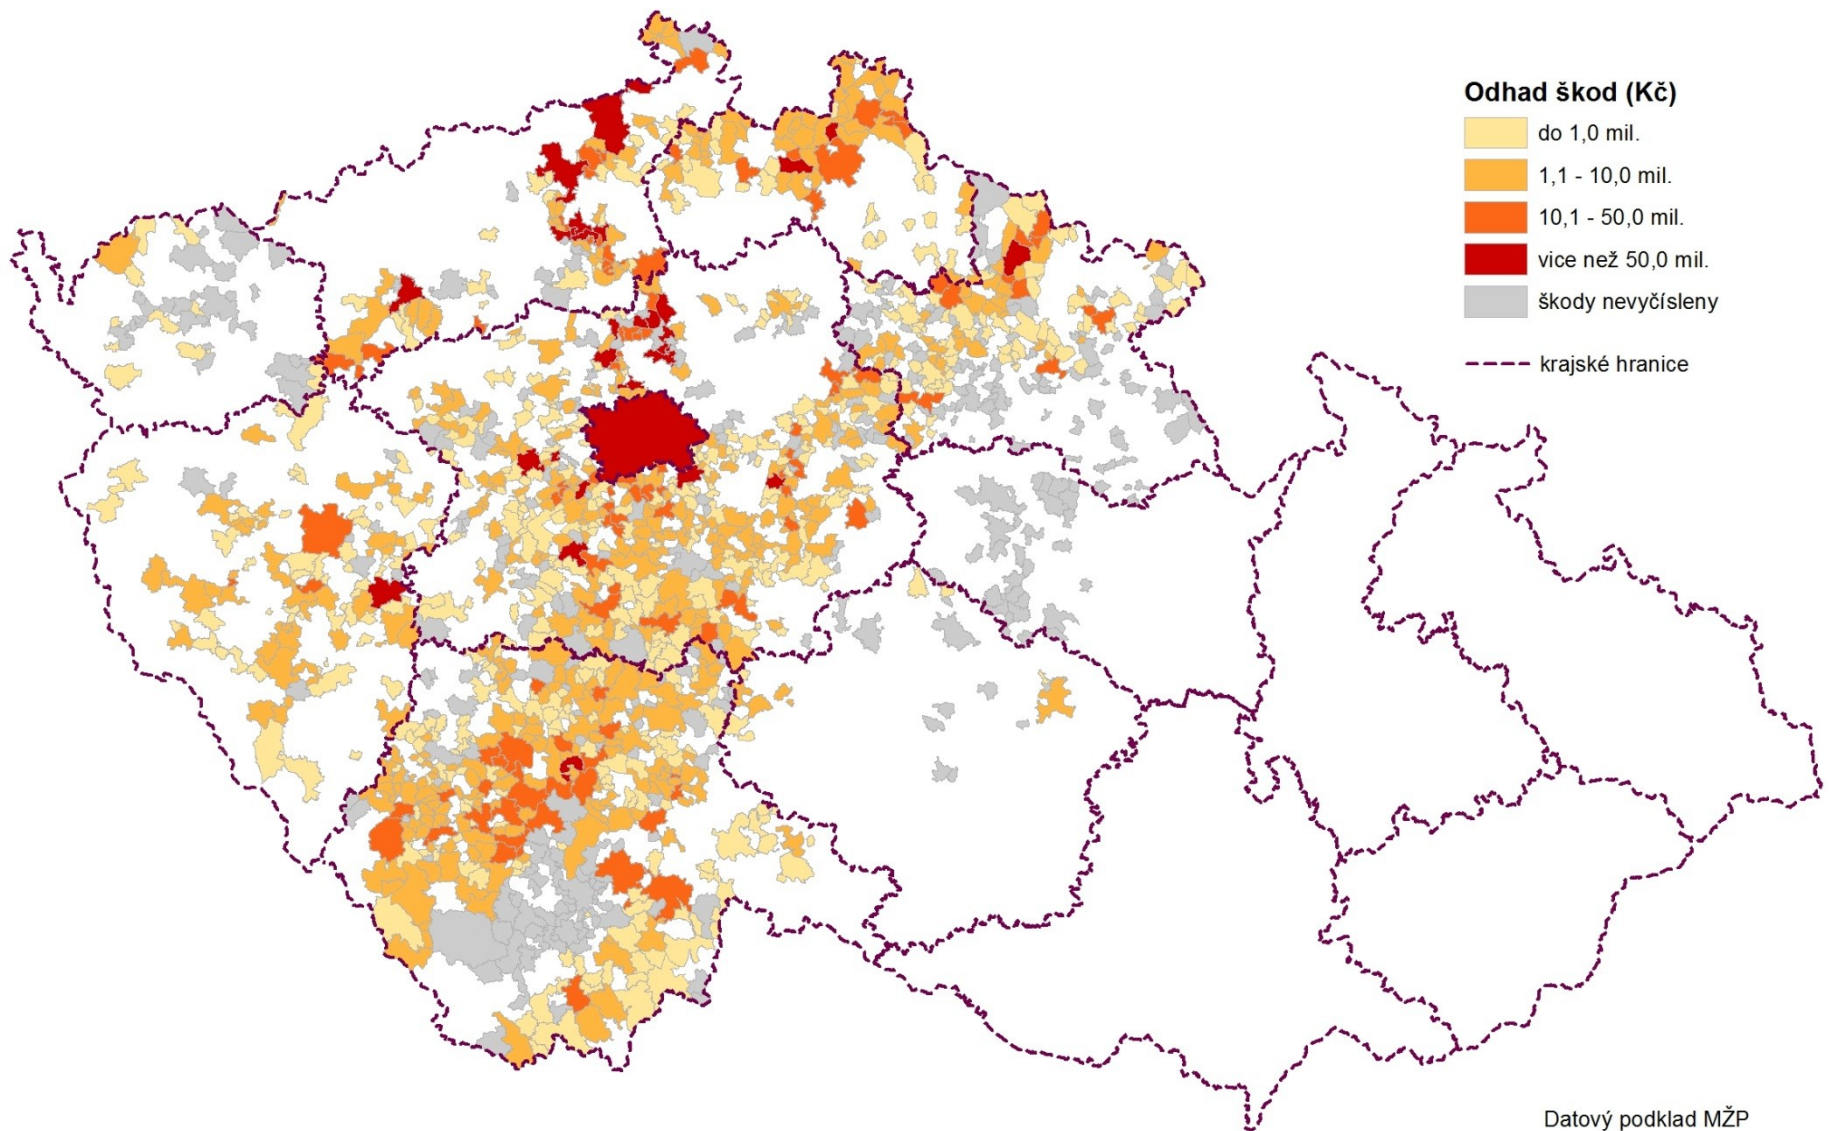 Odhad škod (Kč)
do 1,0 mil.
1,1 - 10,0 mil.
10,1 - 50,0 mil.
vice než 50,0 mil.
škody nevyčísleny
krajské hranice
Datový podklad MŽP